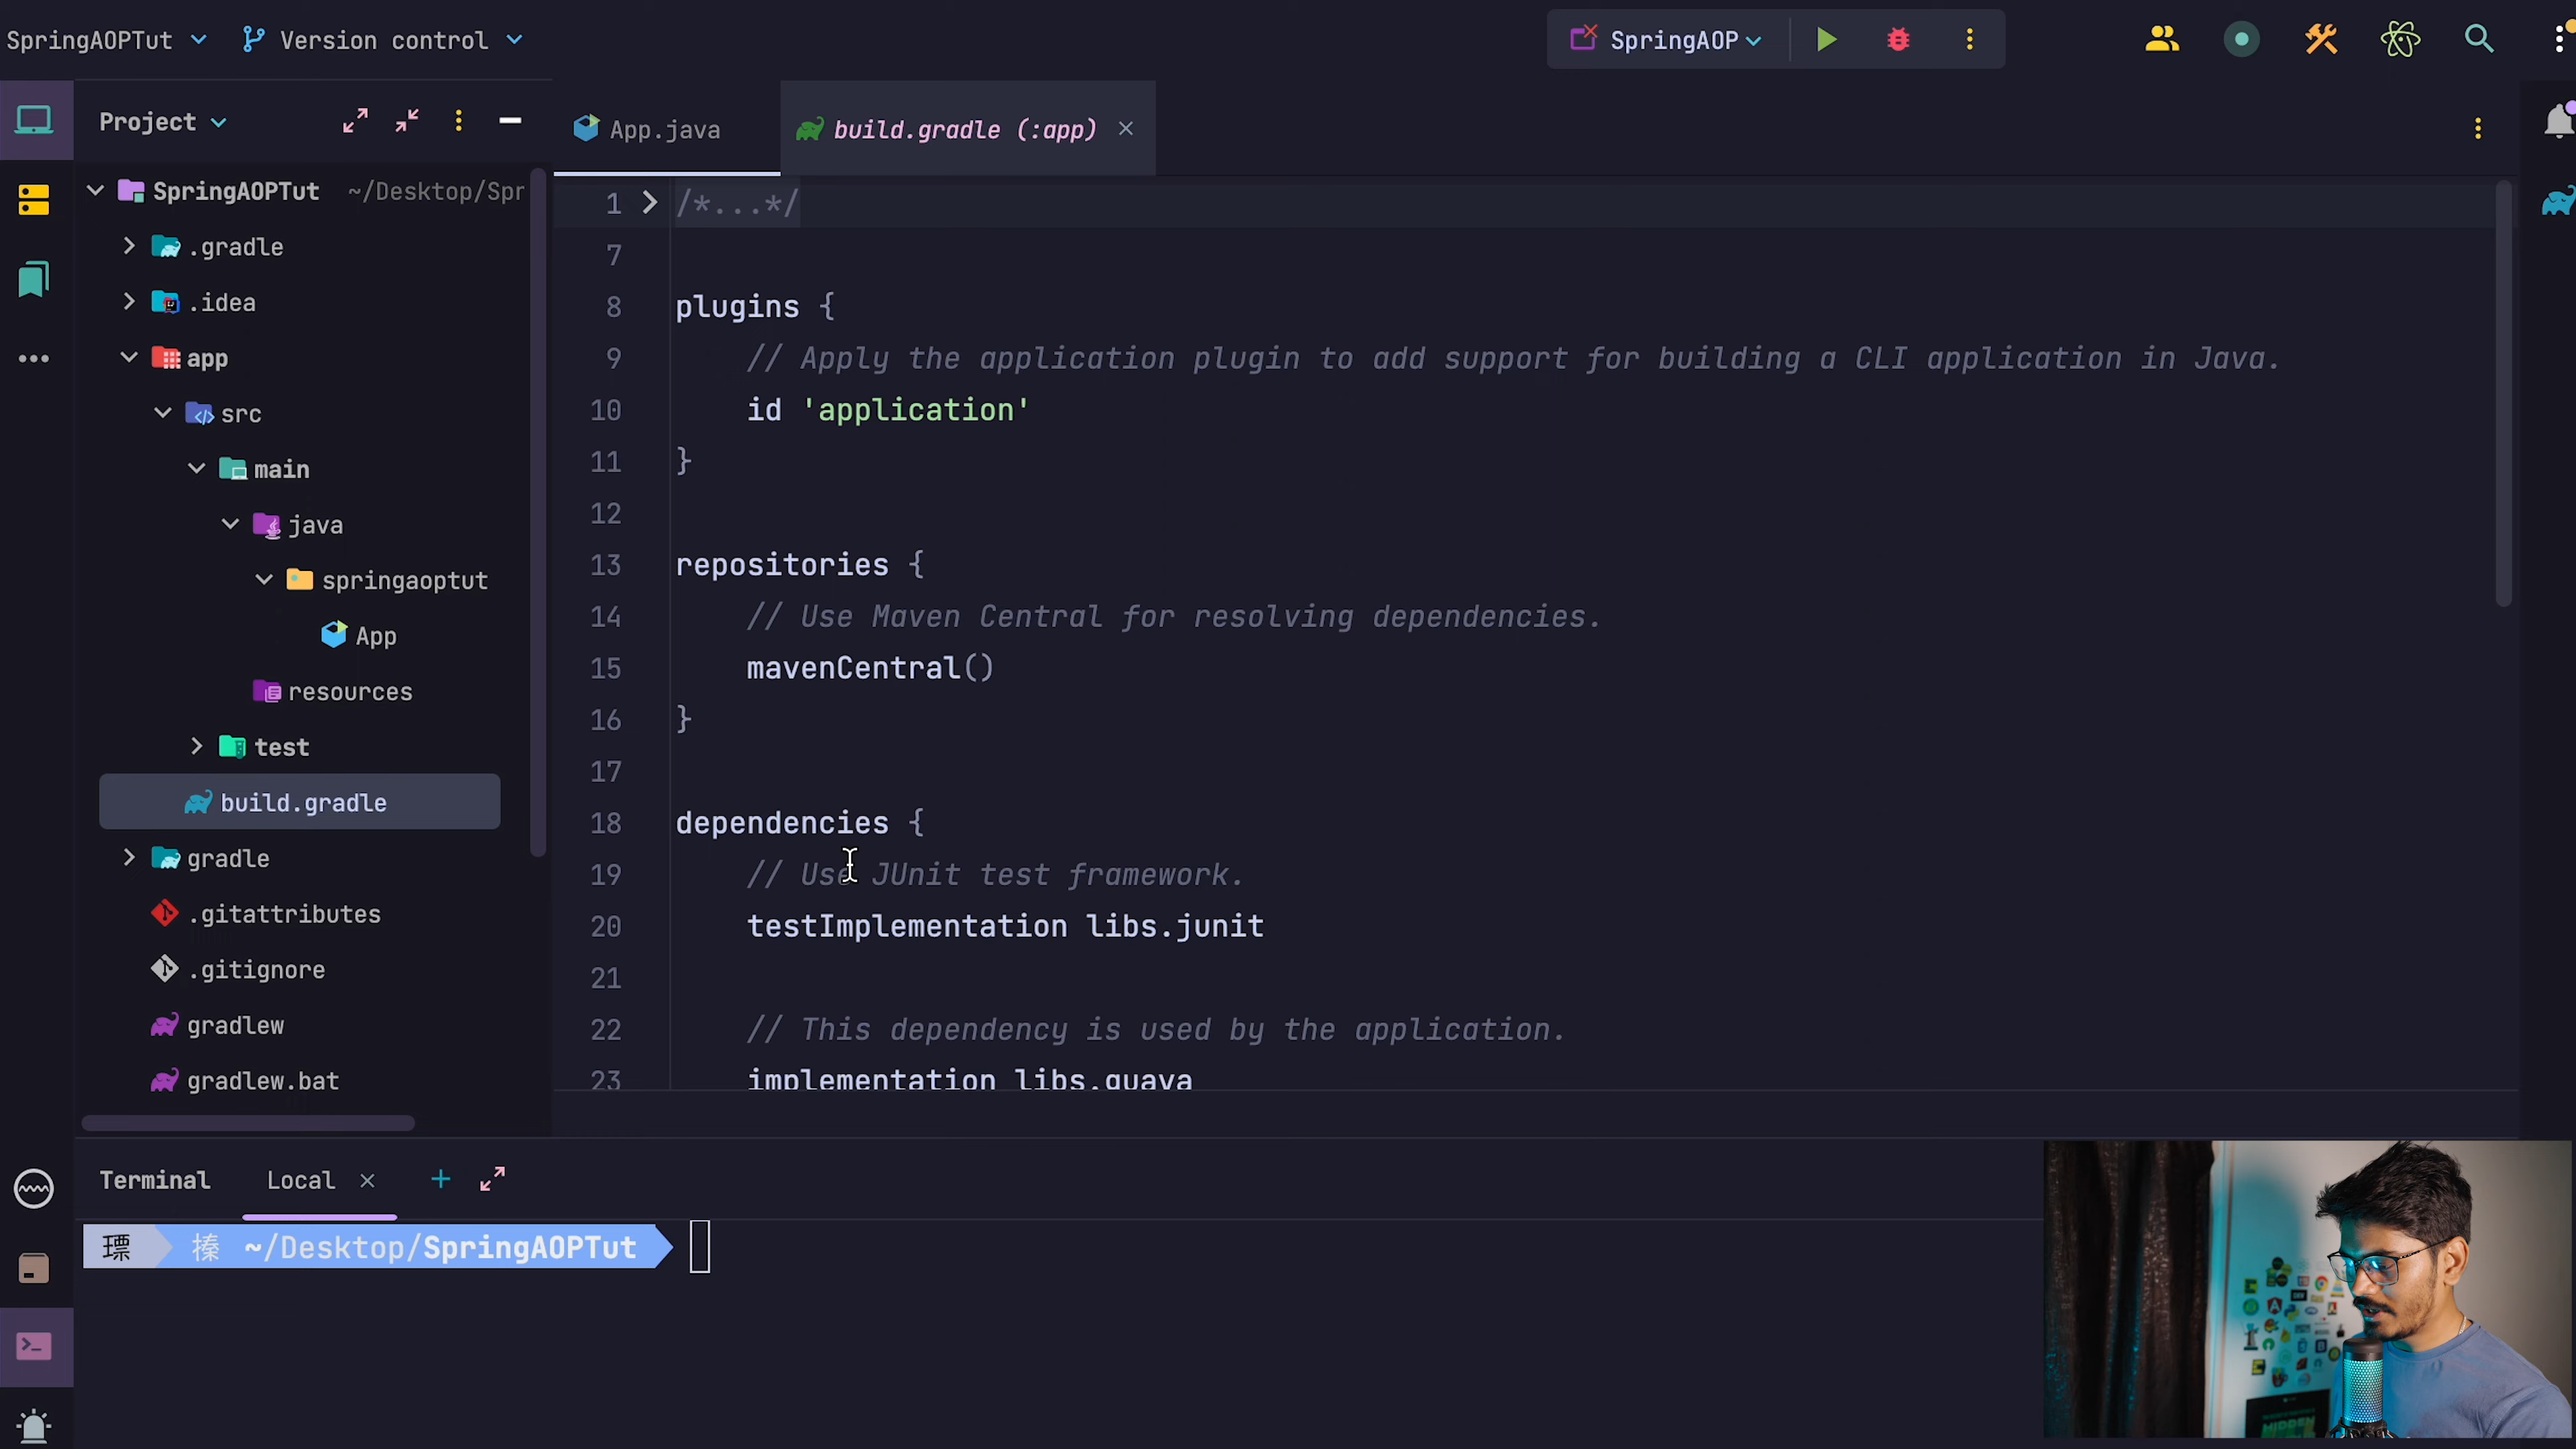 SpringAOPTut
Version control
SpringAOP
Project
App.java
build.gradle (:app)
SpringAOPTut ~/Desktop/Spr
.gradle
.idea
app
src
main
java
springaoptut
App
resources
test
build.gradle
gradle
.gitattributes
.gitignore
gradlew
gradlew.bat
1 /*...*/
7
8 plugins {
9 // Apply the application plugin to add support for building a CLI application in Java.
10 id 'application'
11 }
12
13 repositories {
14 // Use Maven Central for resolving dependencies.
15 mavenCentral()
16 }
17
18 dependencies {
19 // Use JUnit test framework.
20 testImplementation libs.junit
21
22 // This dependency is used by the application.
23 implementation libs.guava
Terminal Local
~/Desktop/SpringAOPTut